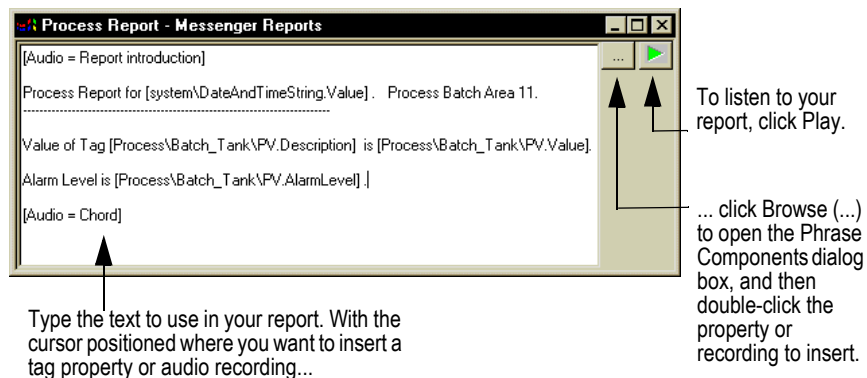 Process Report - Messenger Reports
[Audio = Report introduction]
Process Report for [system\DateAndTimeString.Value] .   Process Batch Area 11.
--------------------------------------------------------------------------------
Value of Tag [Process\Batch_Tank\PV.Description]  is [Process\Batch_Tank\PV.Value].
Alarm Level is [Process\Batch_Tank\PV.AlarmLevel] .
[Audio = Chord]
...
To listen to your
report, click Play.
... click Browse (...)
to open the Phrase
Components dialog
box, and then
double-click the
property or
recording to insert.
Type the text to use in your report. With the
cursor positioned where you want to insert a
tag property or audio recording...